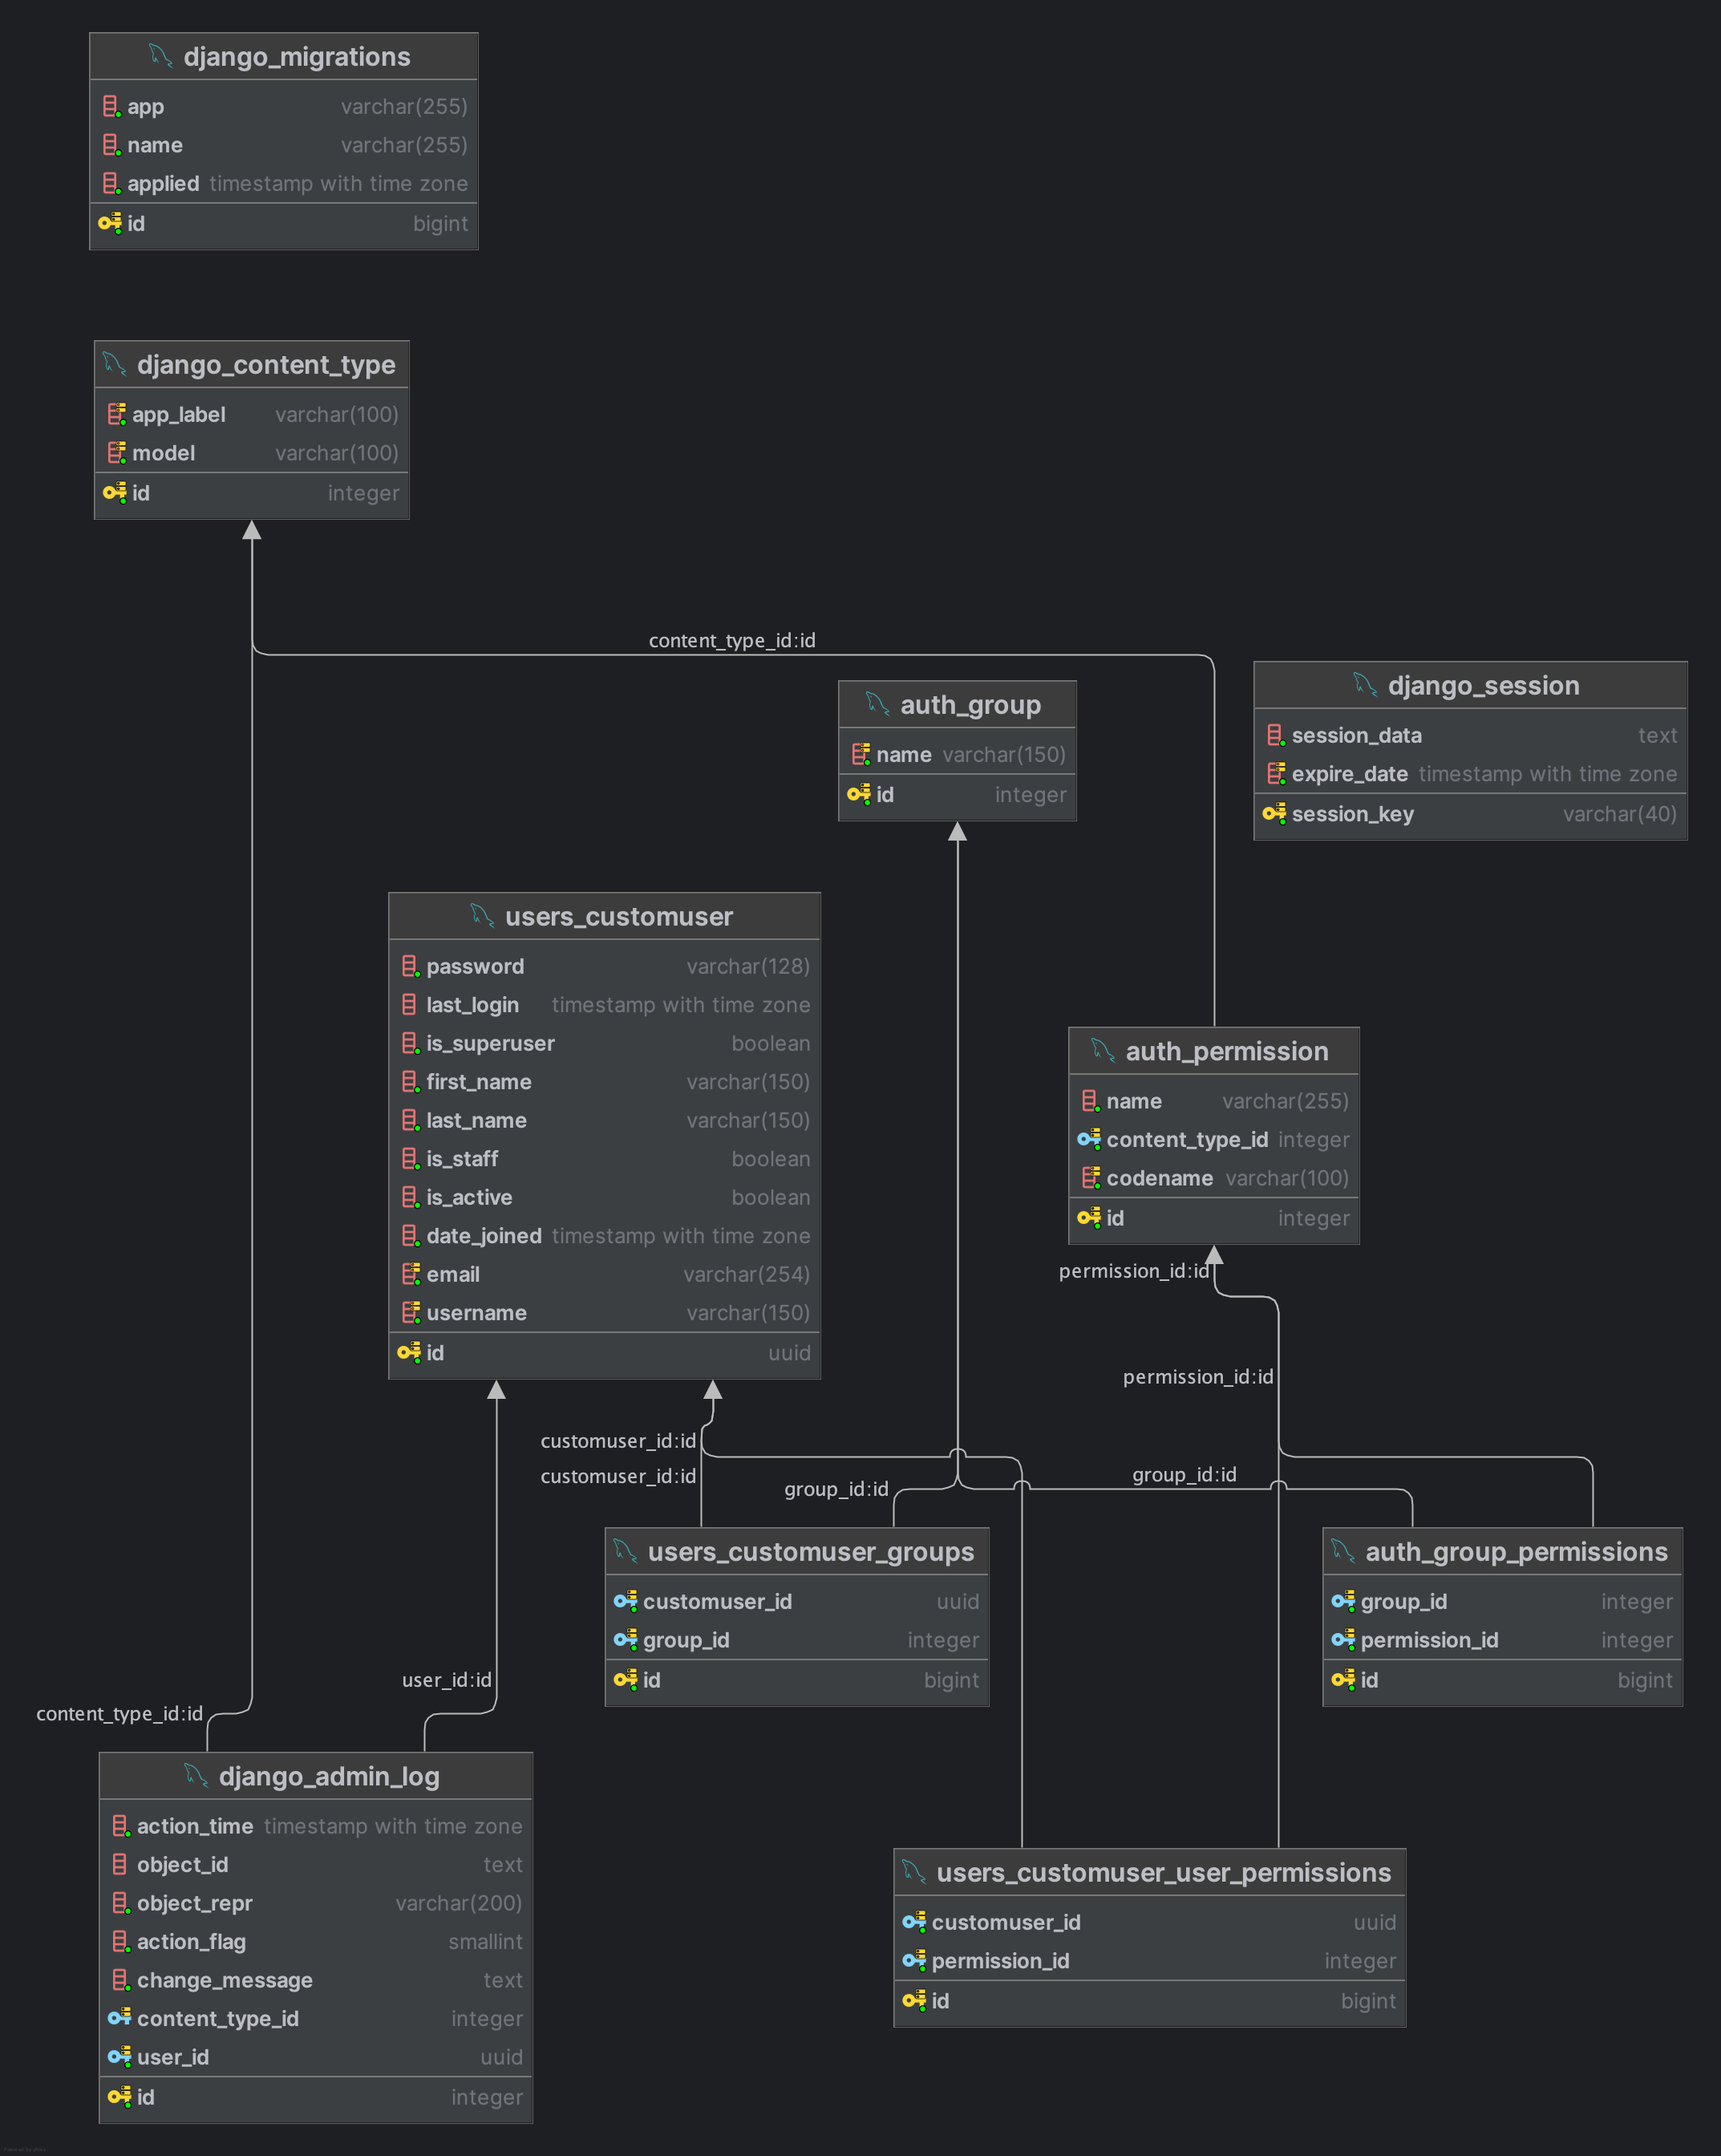 django_migrations
app varchar(255)
name varchar(255)
applied timestamp with time zone
id bigint
django_content_type
app_label varchar(100)
model varchar(100)
id integer
content_type_id:id
auth_group
name varchar(150)
id integer
django_session
session_data text
expire_date timestamp with time zone
session_key varchar(40)
users_customuser
password varchar(128)
last_login timestamp with time zone
is_superuser boolean
first_name varchar(150)
last_name varchar(150)
is_staff boolean
is_active boolean
date_joined timestamp with time zone
email varchar(254)
username varchar(150)
id uuid
auth_permission
name varchar(255)
content_type_id integer
codename varchar(100)
id integer
permission_id:id
permission_id:id
customuser_id:id
customuser_id:id
group_id:id
group_id:id
users_customuser_groups
customuser_id uuid
group_id integer
id bigint
auth_group_permissions
group_id integer
permission_id integer
id bigint
user_id:id
content_type_id:id
django_admin_log
action_time timestamp with time zone
object_id text
object_repr varchar(200)
action_flag smallint
change_message text
content_type_id integer
user_id uuid
id integer
users_customuser_user_permissions
customuser_id uuid
permission_id integer
id bigint